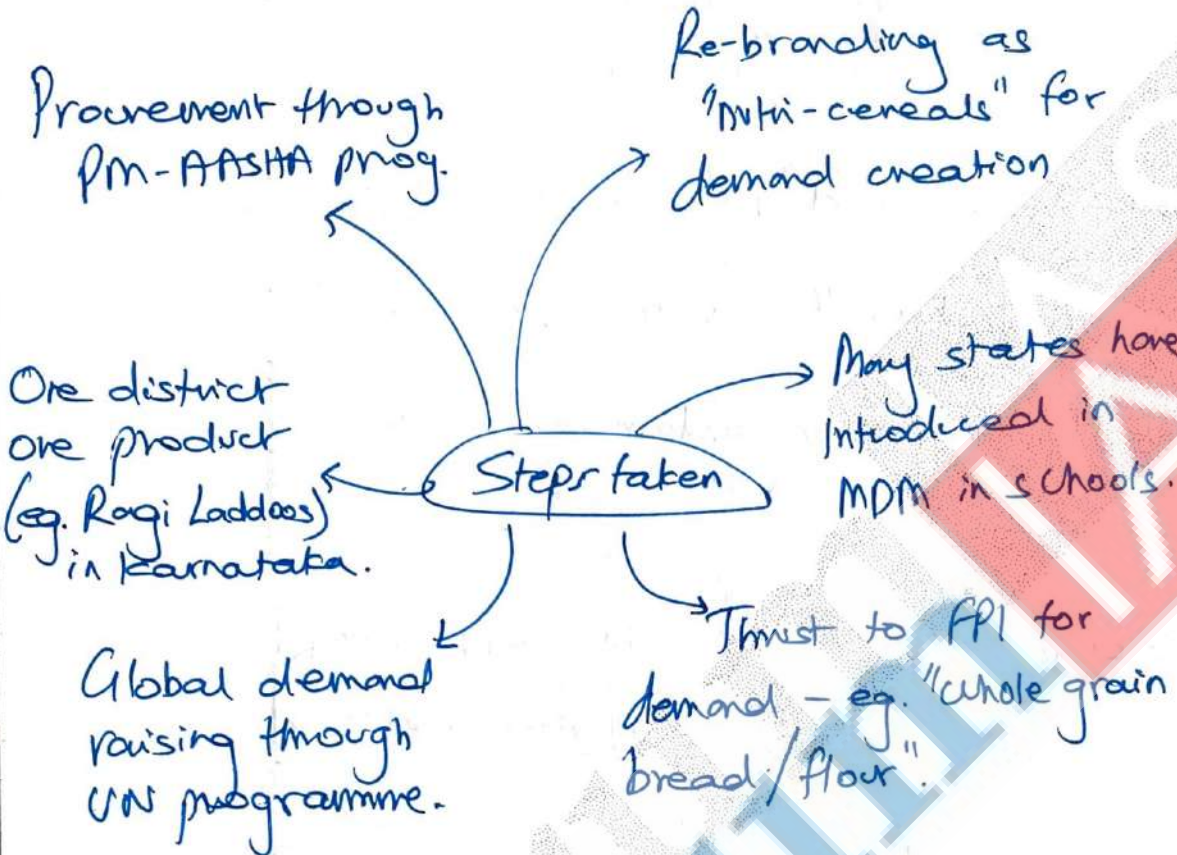 Procurement through
PM-AASHA prog.
Re-branding as
"nutri-cereals" for
demand creation
One district
one product
(eg. Ragi Laddoos)
in Karnataka.
Steps taken
Many states have
introduced in
MDM in schools.
Global demand
raising through
UN programme.
Thrust to FPI for
demand - eg. "whole grain
bread/flour".